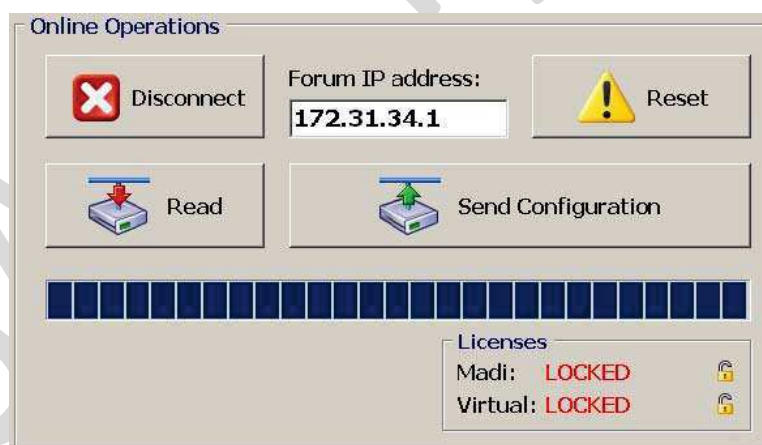 Online Operations
Disconnect
Forum IP address:
172.31.34.1
Reset
Read
Send Configuration
Licenses
Madi: LOCKED
Virtual: LOCKED